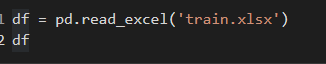 1 df = pd.read_excel('train.xlsx')
2 df